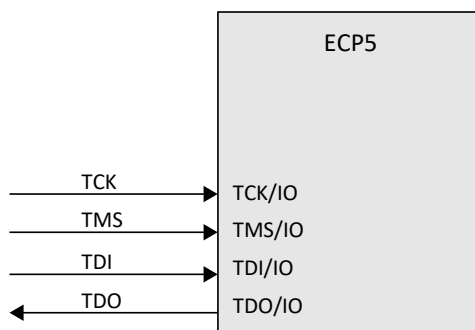 ECP5
TCK
TCK/IO
TMS
TMS/IO
TDI
TDI/IO
TDO
TDO/IO